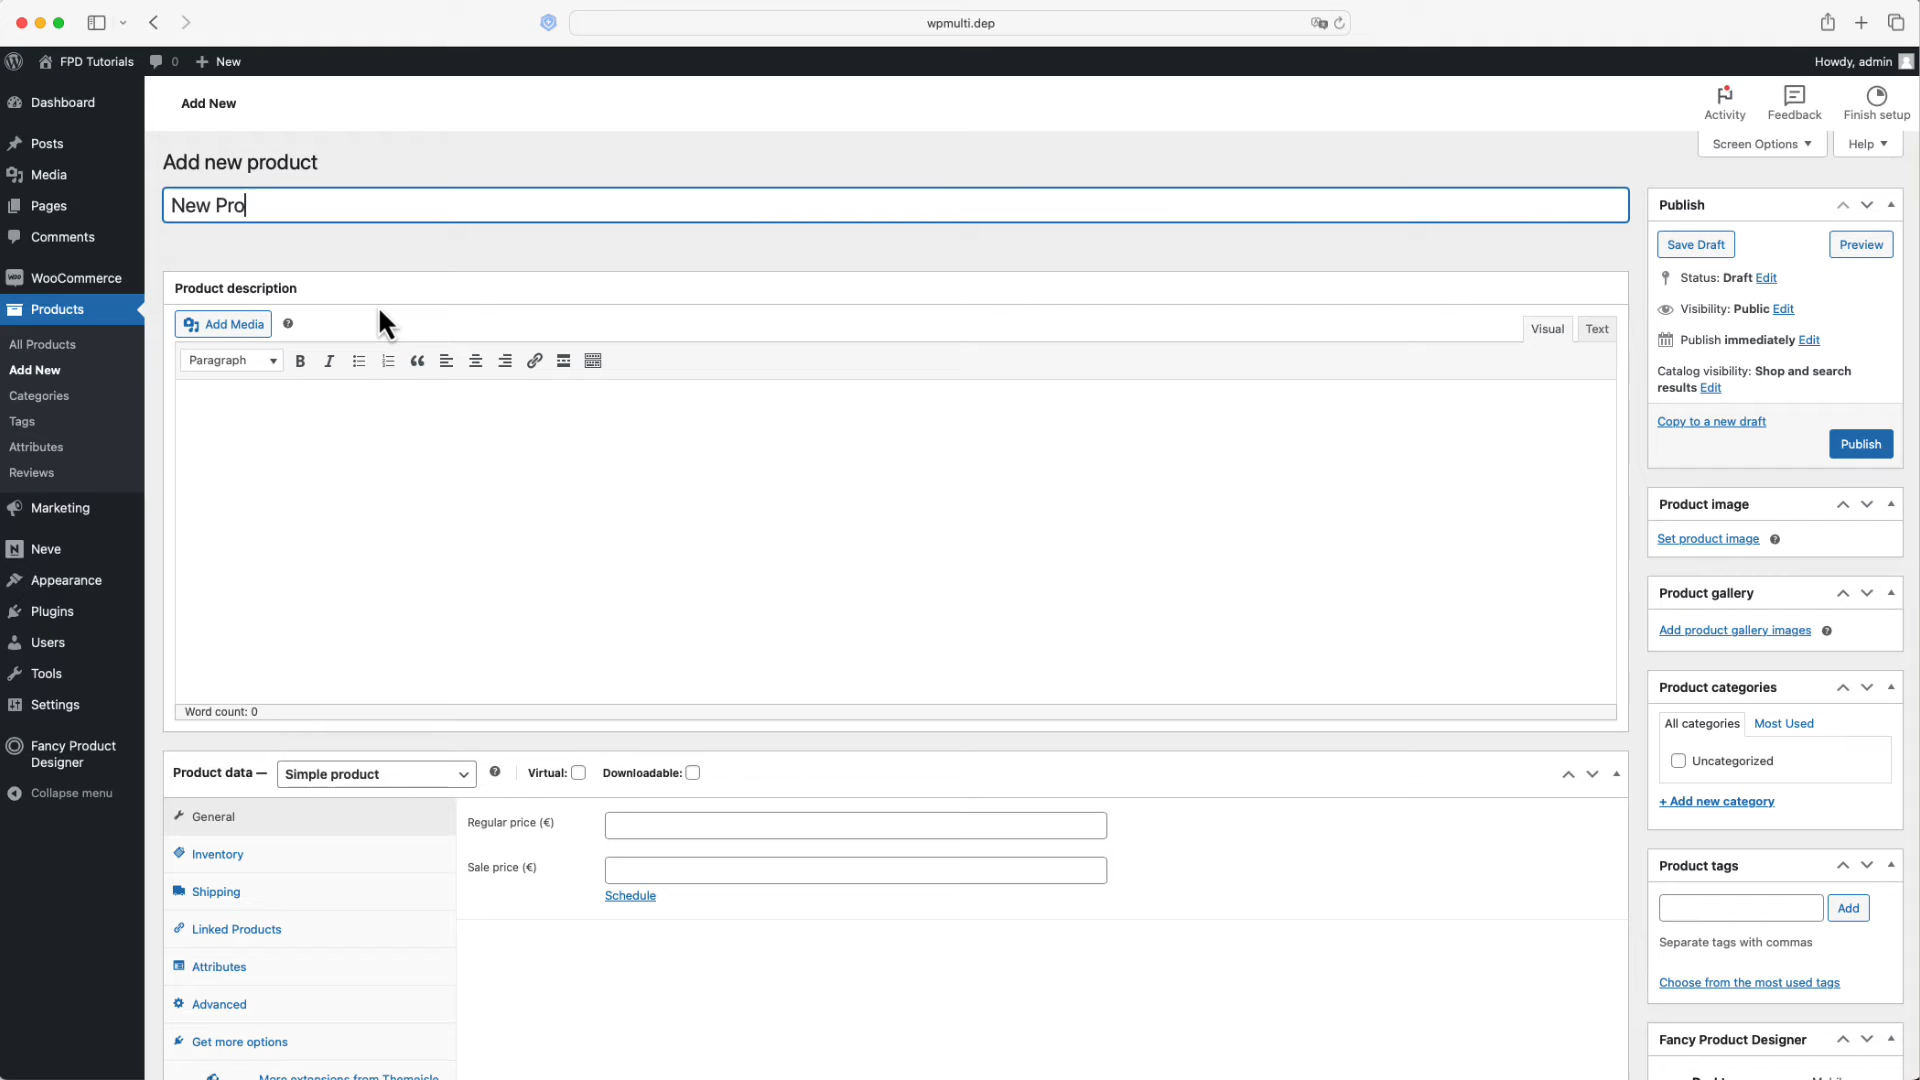 wpmulti.dep
FPD Tutorials
0
New
Howdy, admin
Dashboard
Posts
Media
Pages
Comments
WooCommerce
Products
All Products
Add New
Categories
Tags
Attributes
Reviews
Marketing
Neve
Appearance
Plugins
Users
Tools
Settings
Fancy Product
Designer
Collapse menu
Add New
Activity
Feedback
Finish setup
Screen Options
Help
Add new product
New Pro
Product description
Add Media
Visual
Text
Paragraph
Word count: 0
Product data —
Simple product
Virtual:
Downloadable:
General
Inventory
Shipping
Linked Products
Attributes
Advanced
Get more options
More extensions from Themeisle
Regular price (€)
Sale price (€)
Schedule
Publish
Save Draft
Preview
Status: Draft Edit
Visibility: Public Edit
Publish immediately Edit
Catalog visibility: Shop and search
results Edit
Copy to a new draft
Publish
Product image
Set product image
Product gallery
Add product gallery images
Product categories
All categories
Most Used
Uncategorized
+ Add new category
Product tags
Add
Separate tags with commas
Choose from the most used tags
Fancy Product Designer